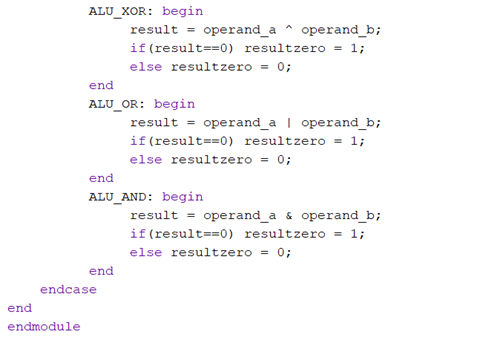 ALU_XOR: begin
result = operand_a ^ operand_b;
if(result==0) resultzero = 1;
else resultzero = 0;
end
ALU_OR: begin
result = operand_a | operand_b;
if(result==0) resultzero = 1;
else resultzero = 0;
end
ALU_AND: begin
result = operand_a & operand_b;
if(result==0) resultzero = 1;
else resultzero = 0;
end
endcase
end
endmodule